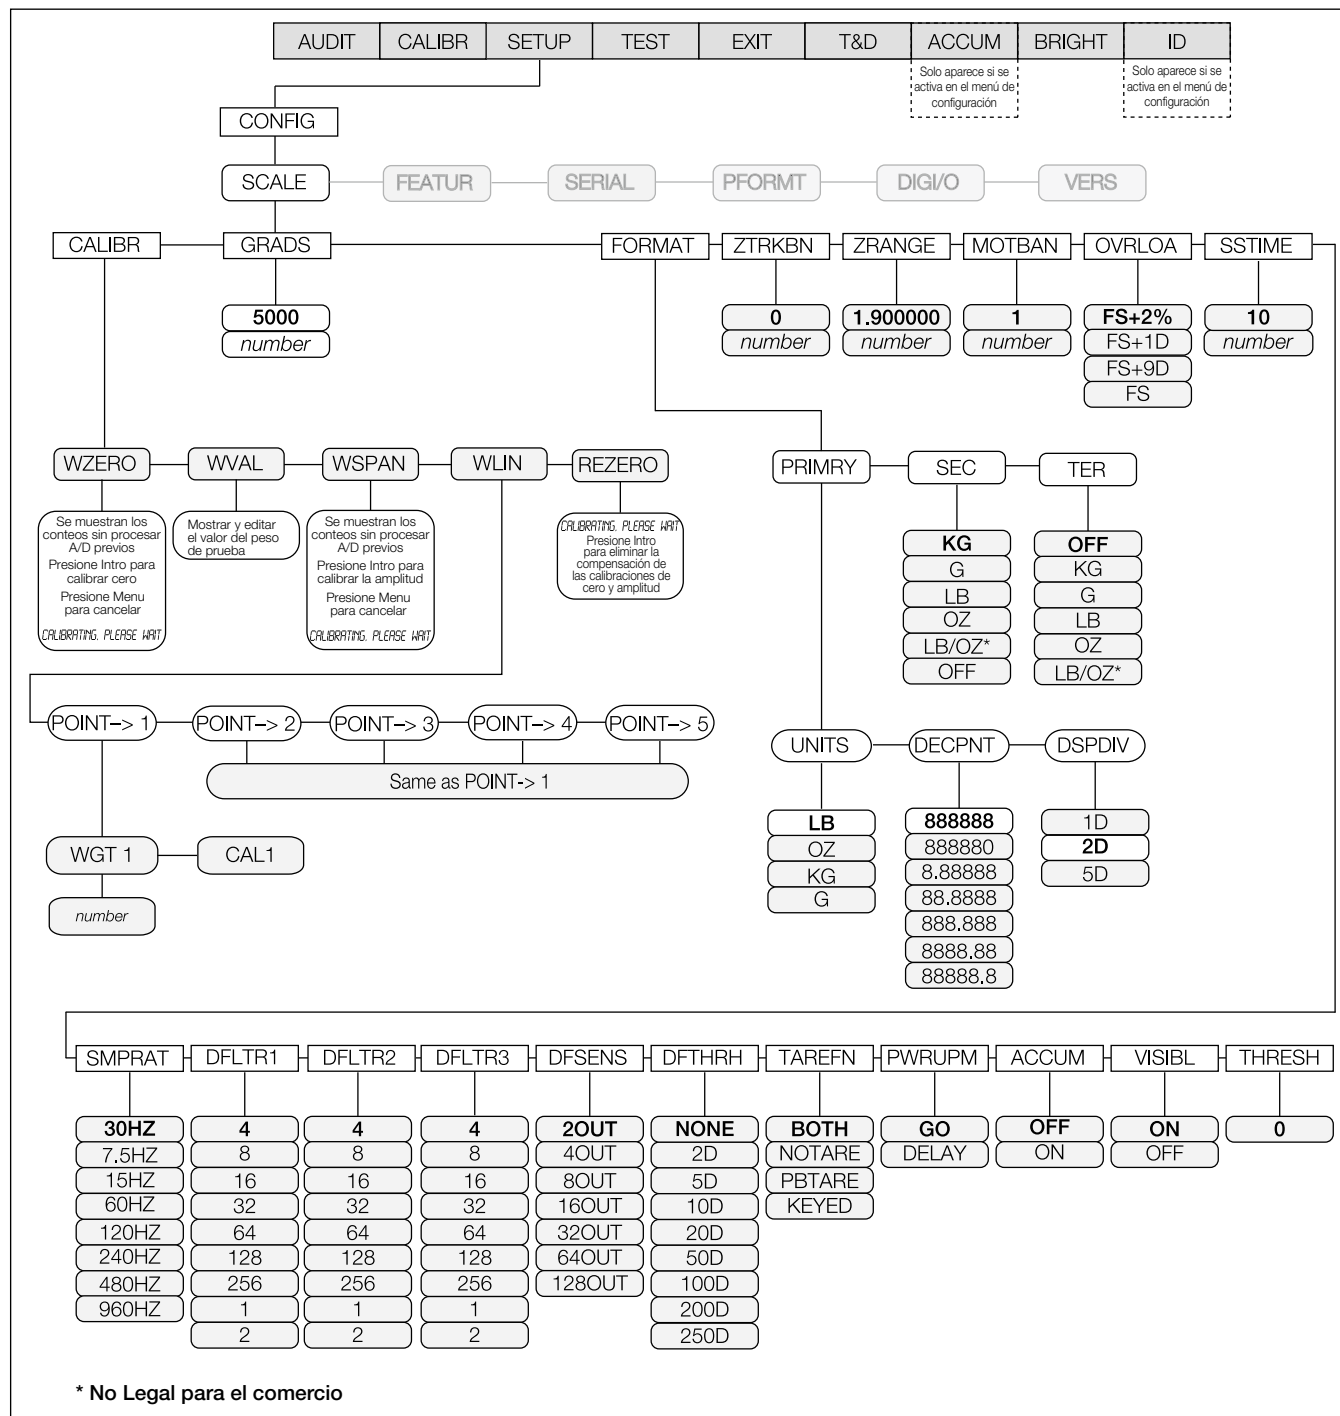 AUDIT CALIBR SETUP TEST EXIT T&D ACCUM BRIGHT ID
Solo aparece si se
activa en el menú de
configuración
Solo aparece si se
activa en el menú de
configuración
CONFIG
SCALE FEATUR SERIAL PFORMT DIGI/O VERS
CALIBR GRADS FORMAT ZTRKBN ZRANGE MOTBAN OVRLOA SSTIME
5000 0 1.900000 1 FS+2% 10
number number number number FS+1D number
FS+9D
FS
WZERO WVAL WSPAN WLIN REZERO
Se muestran los
conteos sin procesar
A/D previos
Presione Intro para
calibrar cero
Presione Menu
para cancelar
CALIBRATING. PLEASE WAIT
Mostrar y editar
el valor del peso
de prueba
Se muestran los
conteos sin procesar
A/D previos
Presione Intro para
calibrar la amplitud
Presione Menu
para cancelar
CALIBRATING. PLEASE WAIT
CALIBRATING. PLEASE WAIT
Presione Intro
para eliminar la
compensación de
las calibraciones de
cero y amplitud
PRIMRY SEC TER
KG OFF
G KG
LB G
OZ LB
LB/OZ* OZ
OFF LB/OZ*
POINT–> 1 POINT–> 2 POINT–> 3 POINT–> 4 POINT–> 5
Same as POINT-> 1
WGT 1 CAL1
number
UNITS DECPNT DSPDIV
LB 888888 1D
OZ 888880 2D
KG 8.88888 5D
G 88.8888
888.888
8888.88
88888.8
SMPRAT DFLTR1 DFLTR2 DFLTR3 DFSENS DFTHRH TAREFN PWRUPM ACCUM VISIBL THRESH
30HZ 4 4 4 2OUT NONE BOTH GO OFF ON 0
7.5HZ 8 8 8 4OUT 2D NOTARE DELAY ON OFF
15HZ 16 16 16 8OUT 5D PBTARE
60HZ 32 32 32 16OUT 10D KEYED
120HZ 64 64 64 32OUT 20D
240HZ 128 128 128 64OUT 50D
480HZ 256 256 256 128OUT 100D
960HZ 1 1 1 200D
2 2 2 250D
* No Legal para el comercio